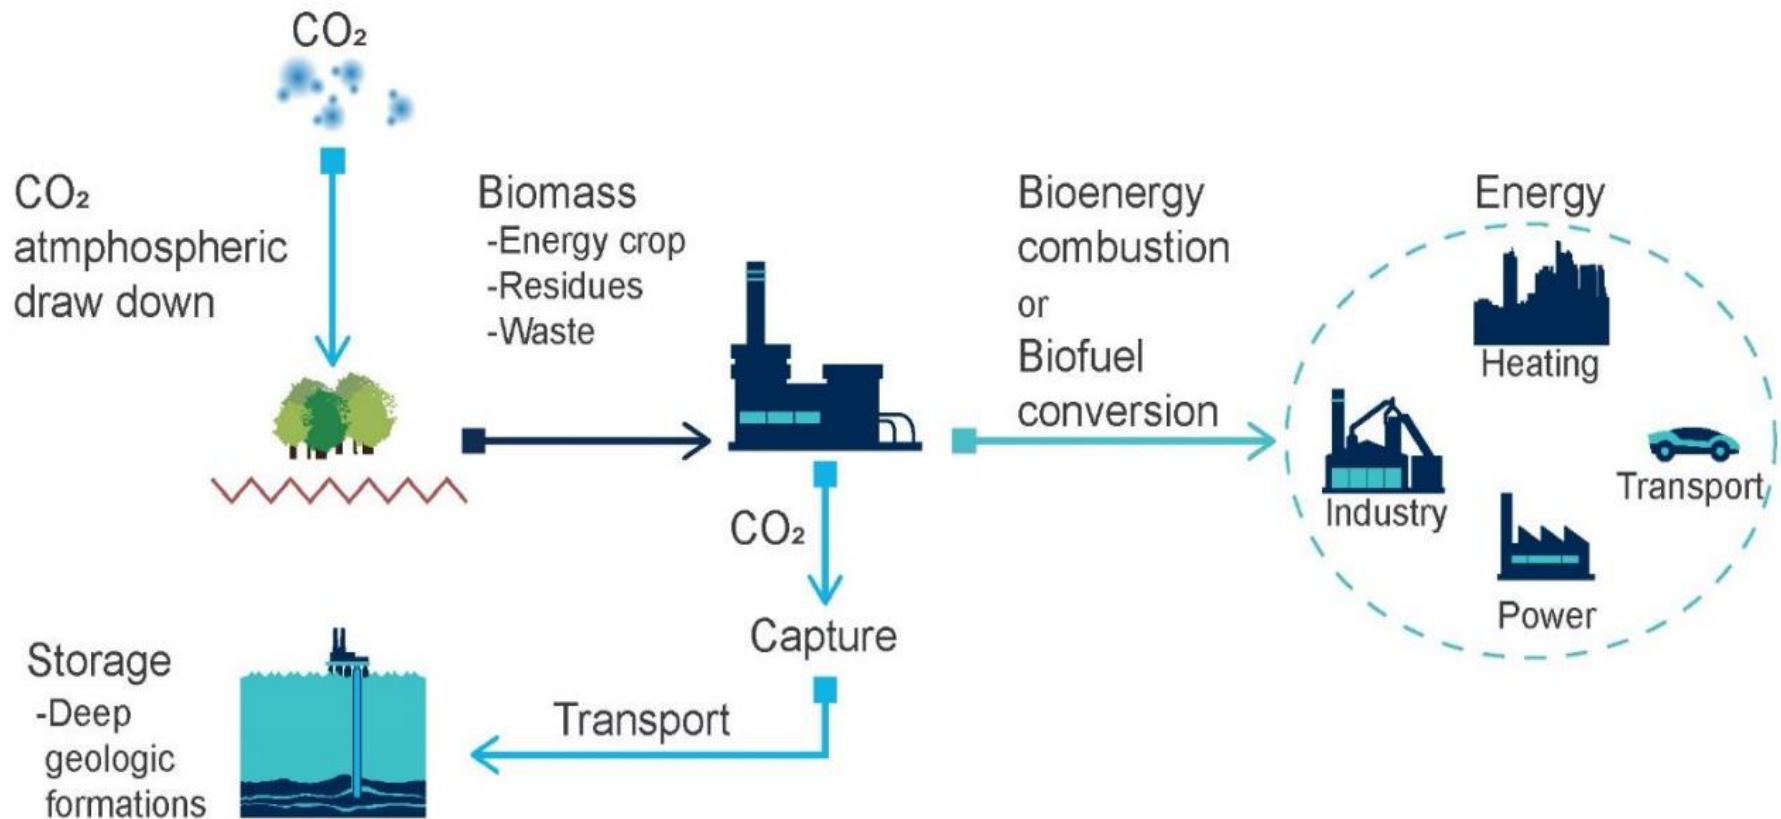 CO₂
CO₂
atmphospheric
draw down
Biomass
-Energy crop
-Residues
-Waste
Bioenergy
combustion
or
Biofuel
conversion
Energy
Heating
Industry
Transport
Power
CO₂
Capture
Transport
Storage
-Deep
geologic
formations